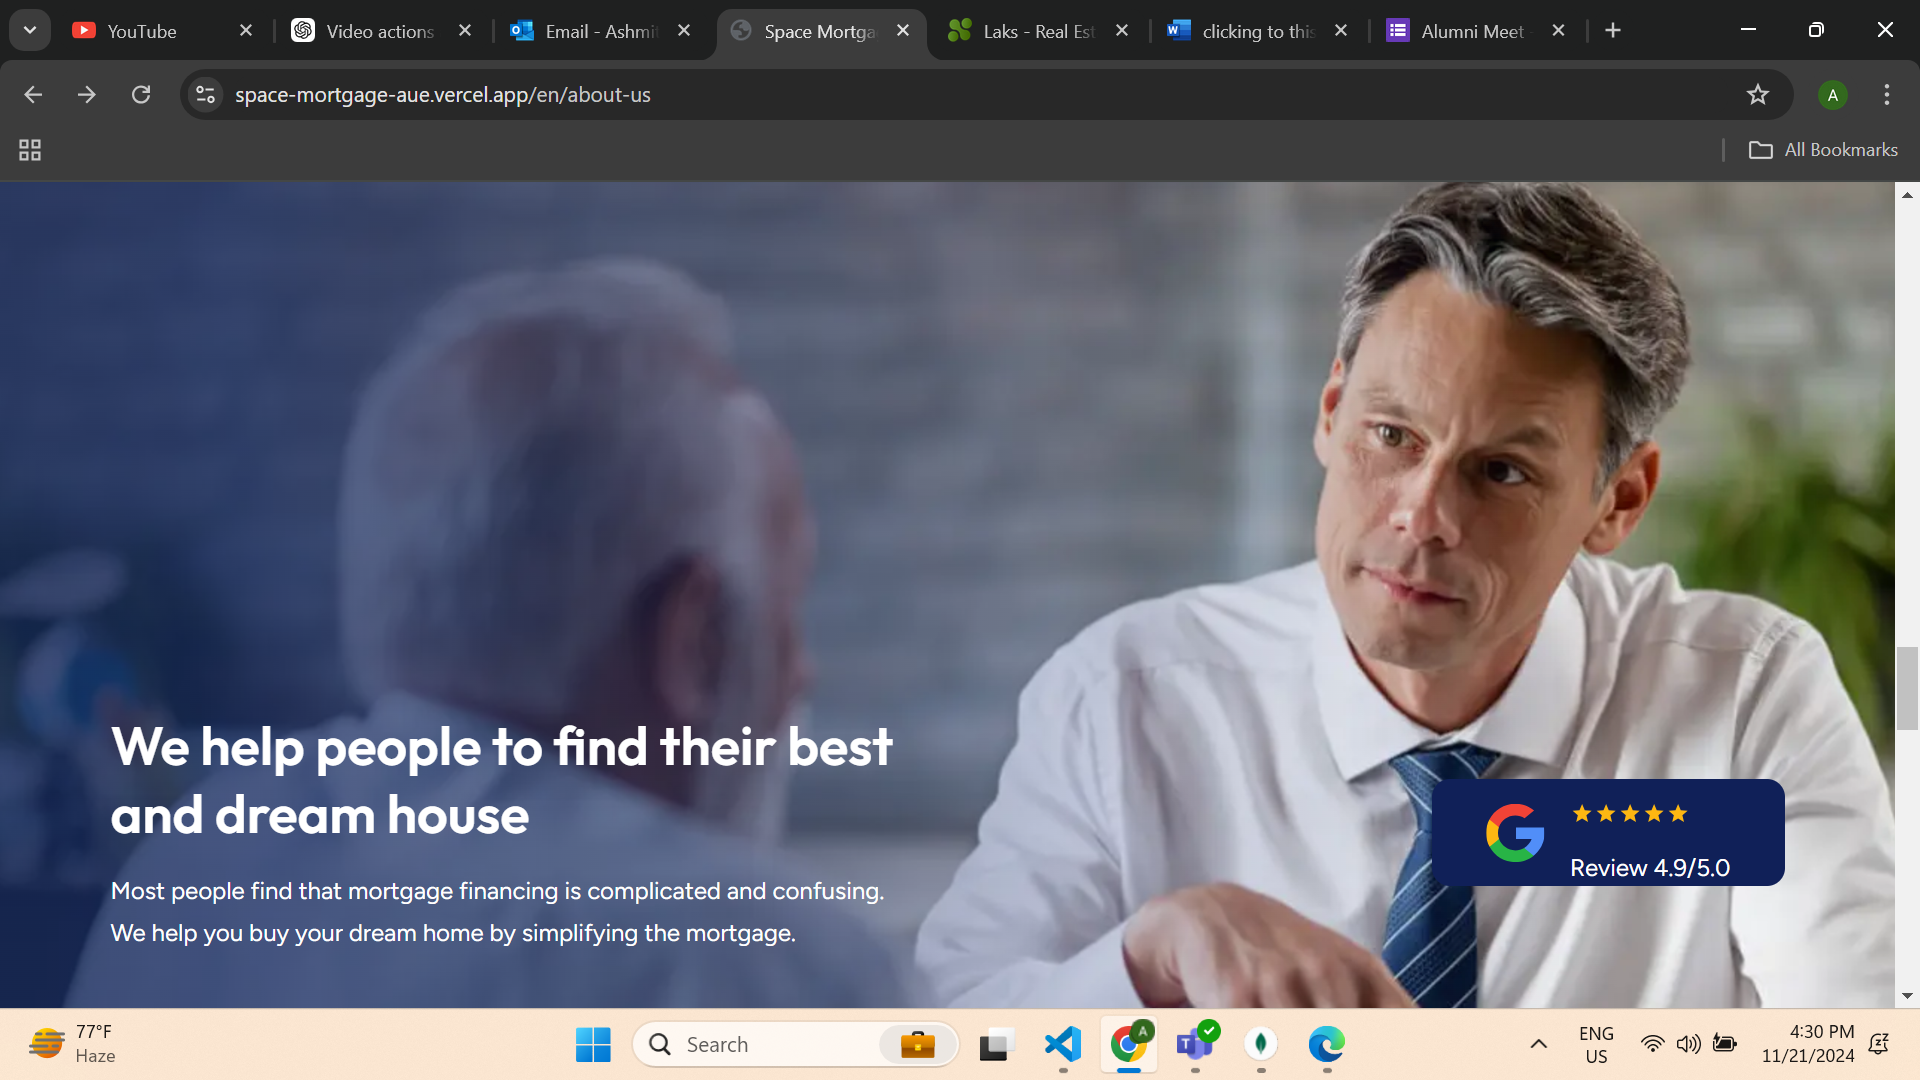 YouTube
Video actions
Email - Ashmit
Space Mortga
Laks - Real Est
clicking to this
Alumni Meet -
space-mortgage-aue.vercel.app/en/about-us
A
All Bookmarks
We help people to find their best
and dream house
Most people find that mortgage financing is complicated and confusing.
We help you buy your dream home by simplifying the mortgage.
Review 4.9/5.0
77°F
Haze
Search
A
T
ENG
US
4:30 PM
11/21/2024